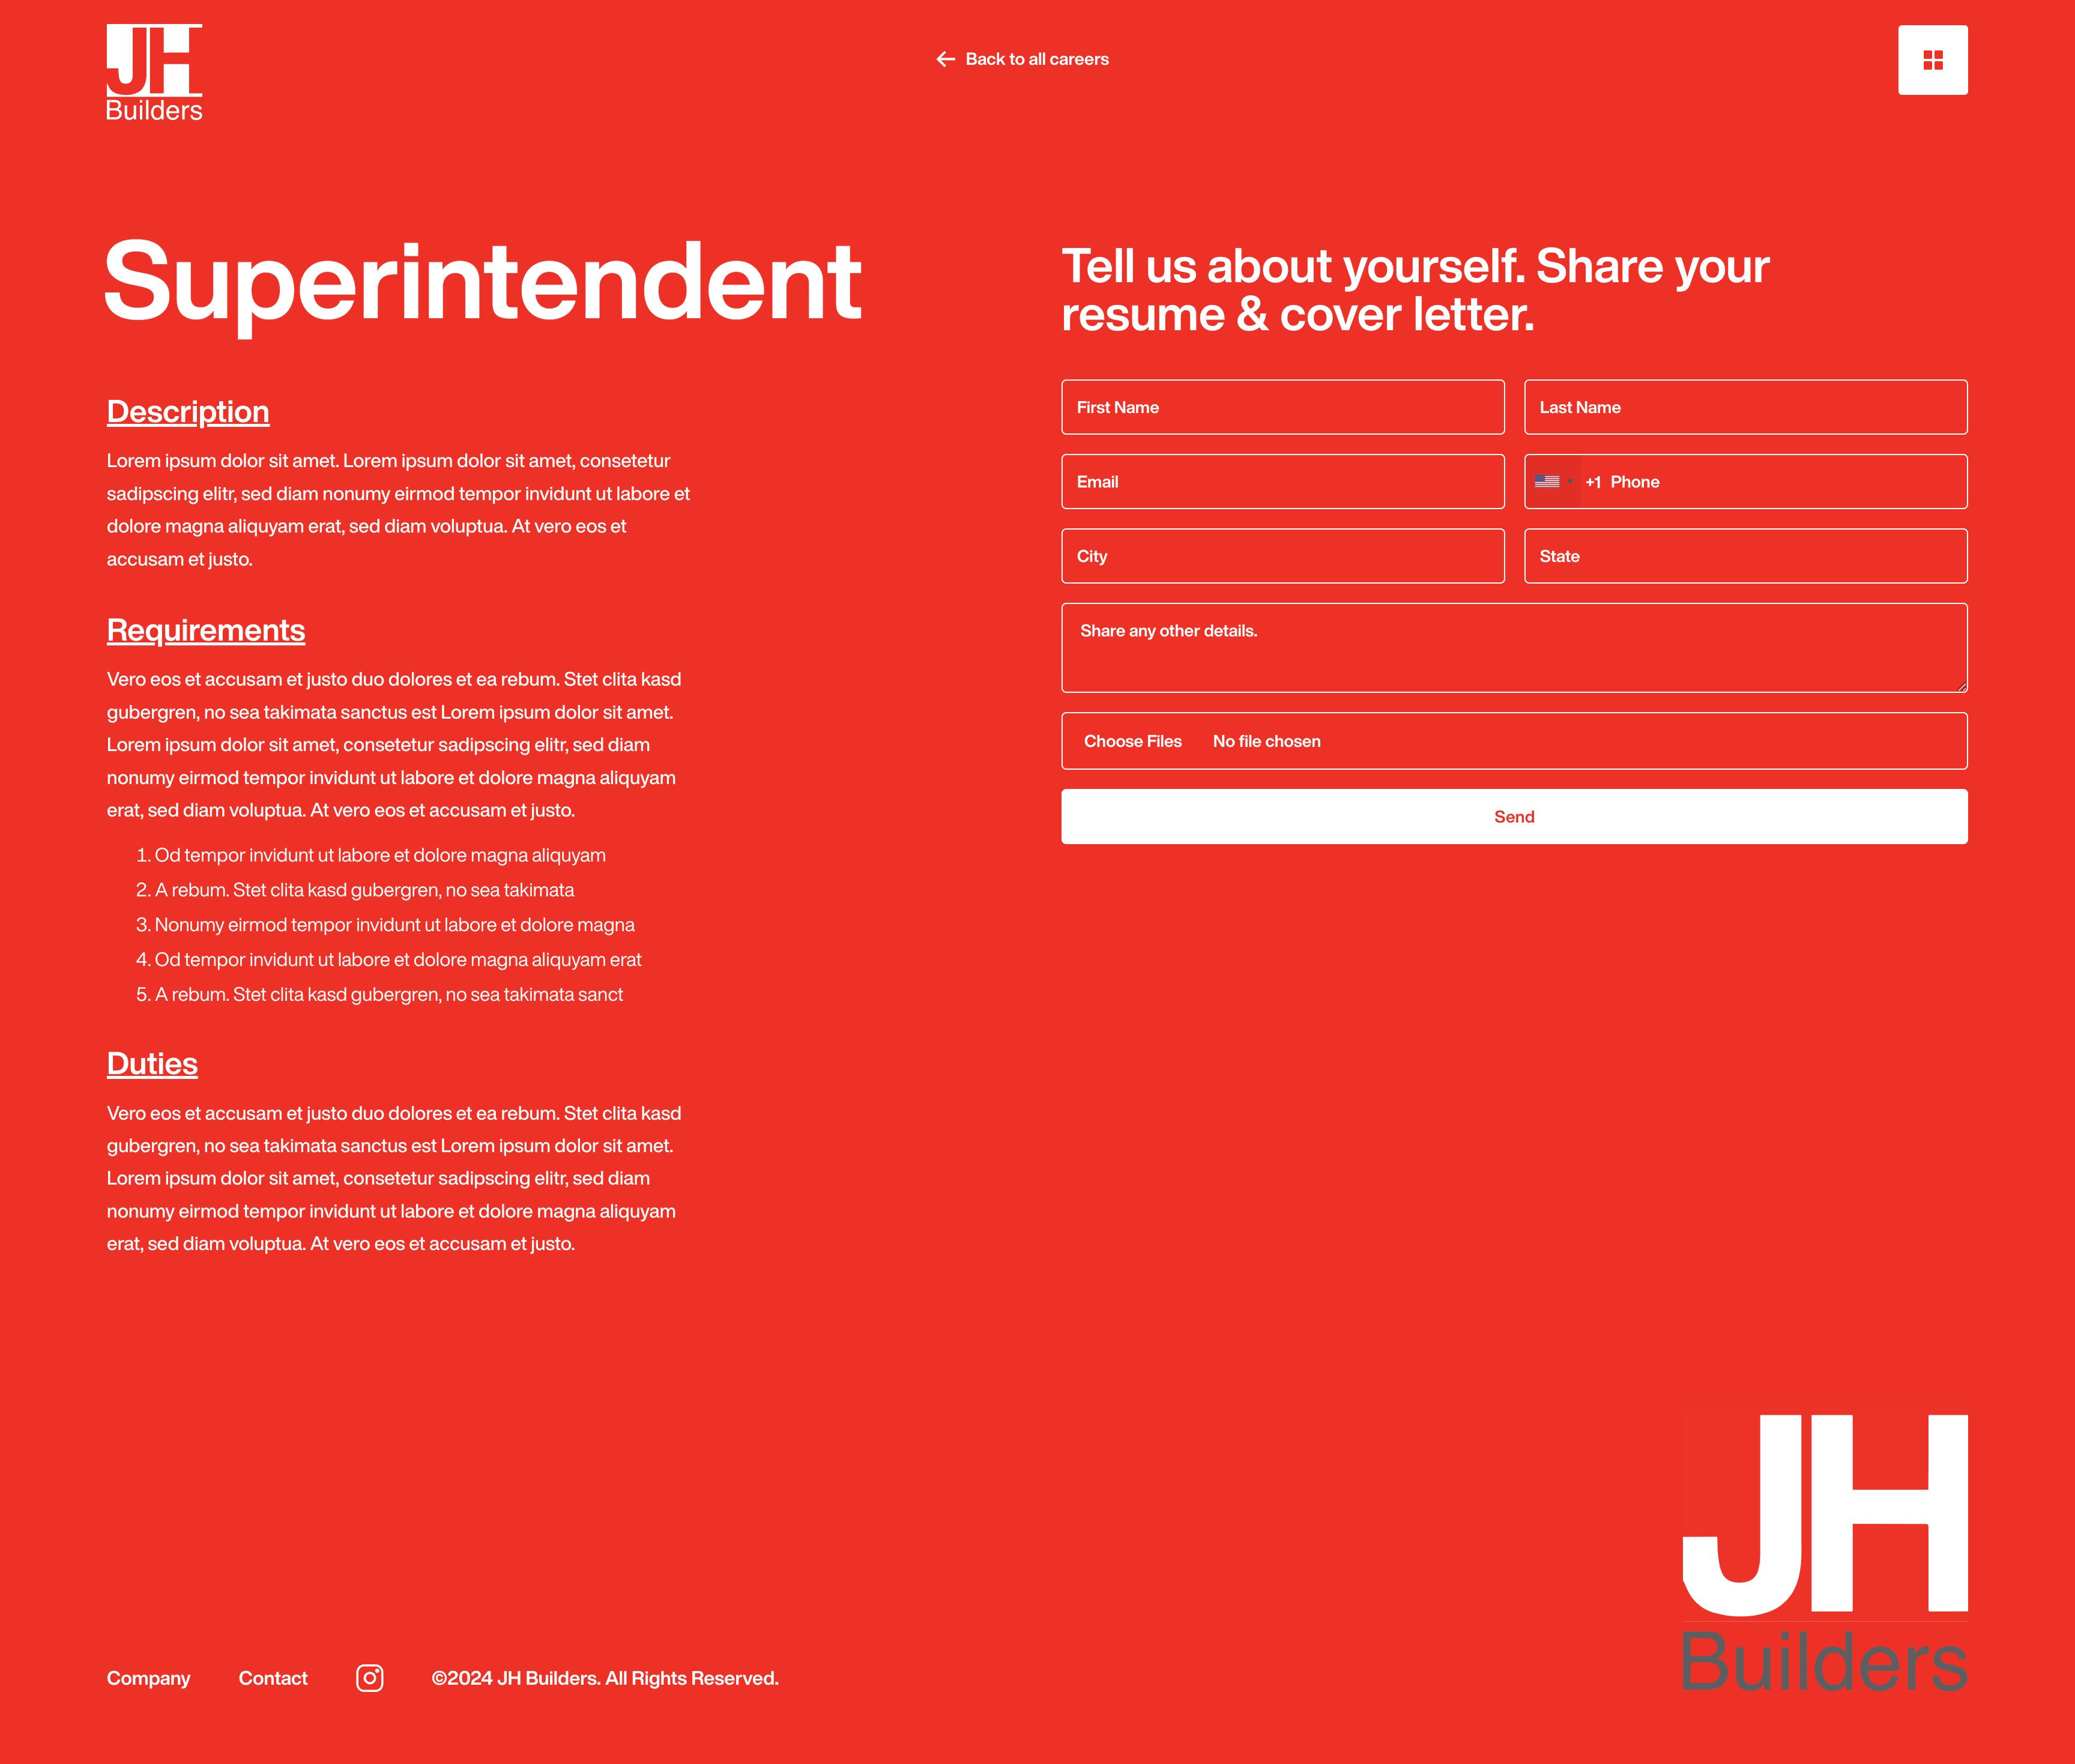 JH
Builders
Back to all careers
Superintendent
Description
Lorem ipsum dolor sit amet. Lorem ipsum dolor sit amet, consetetur
sadipscing elitr, sed diam nonumy eirmod tempor invidunt ut labore et
dolore magna aliquyam erat, sed diam voluptua. At vero eos et
accusam et justo.
Requirements
Vero eos et accusam et justo duo dolores et ea rebum. Stet clita kasd
gubergren, no sea takimata sanctus est Lorem ipsum dolor sit amet.
Lorem ipsum dolor sit amet, consetetur sadipscing elitr, sed diam
nonumy eirmod tempor invidunt ut labore et dolore magna aliquyam
erat, sed diam voluptua. At vero eos et accusam et justo.
1. Od tempor invidunt ut labore et dolore magna aliquyam
2. A rebum. Stet clita kasd gubergren, no sea takimata
3. Nonumy eirmod tempor invidunt ut labore et dolore magna
4. Od tempor invidunt ut labore et dolore magna aliquyam erat
5. A rebum. Stet clita kasd gubergren, no sea takimata sanct
Duties
Vero eos et accusam et justo duo dolores et ea rebum. Stet clita kasd
gubergren, no sea takimata sanctus est Lorem ipsum dolor sit amet.
Lorem ipsum dolor sit amet, consetetur sadipscing elitr, sed diam
nonumy eirmod tempor invidunt ut labore et dolore magna aliquyam
erat, sed diam voluptua. At vero eos et accusam et justo.
Tell us about yourself. Share your
resume & cover letter.
First Name
Last Name
Email
+1 Phone
City
State
Share any other details.
Choose Files No file chosen
Send
JH
Builders
Company
Contact
©2024 JH Builders. All Rights Reserved.